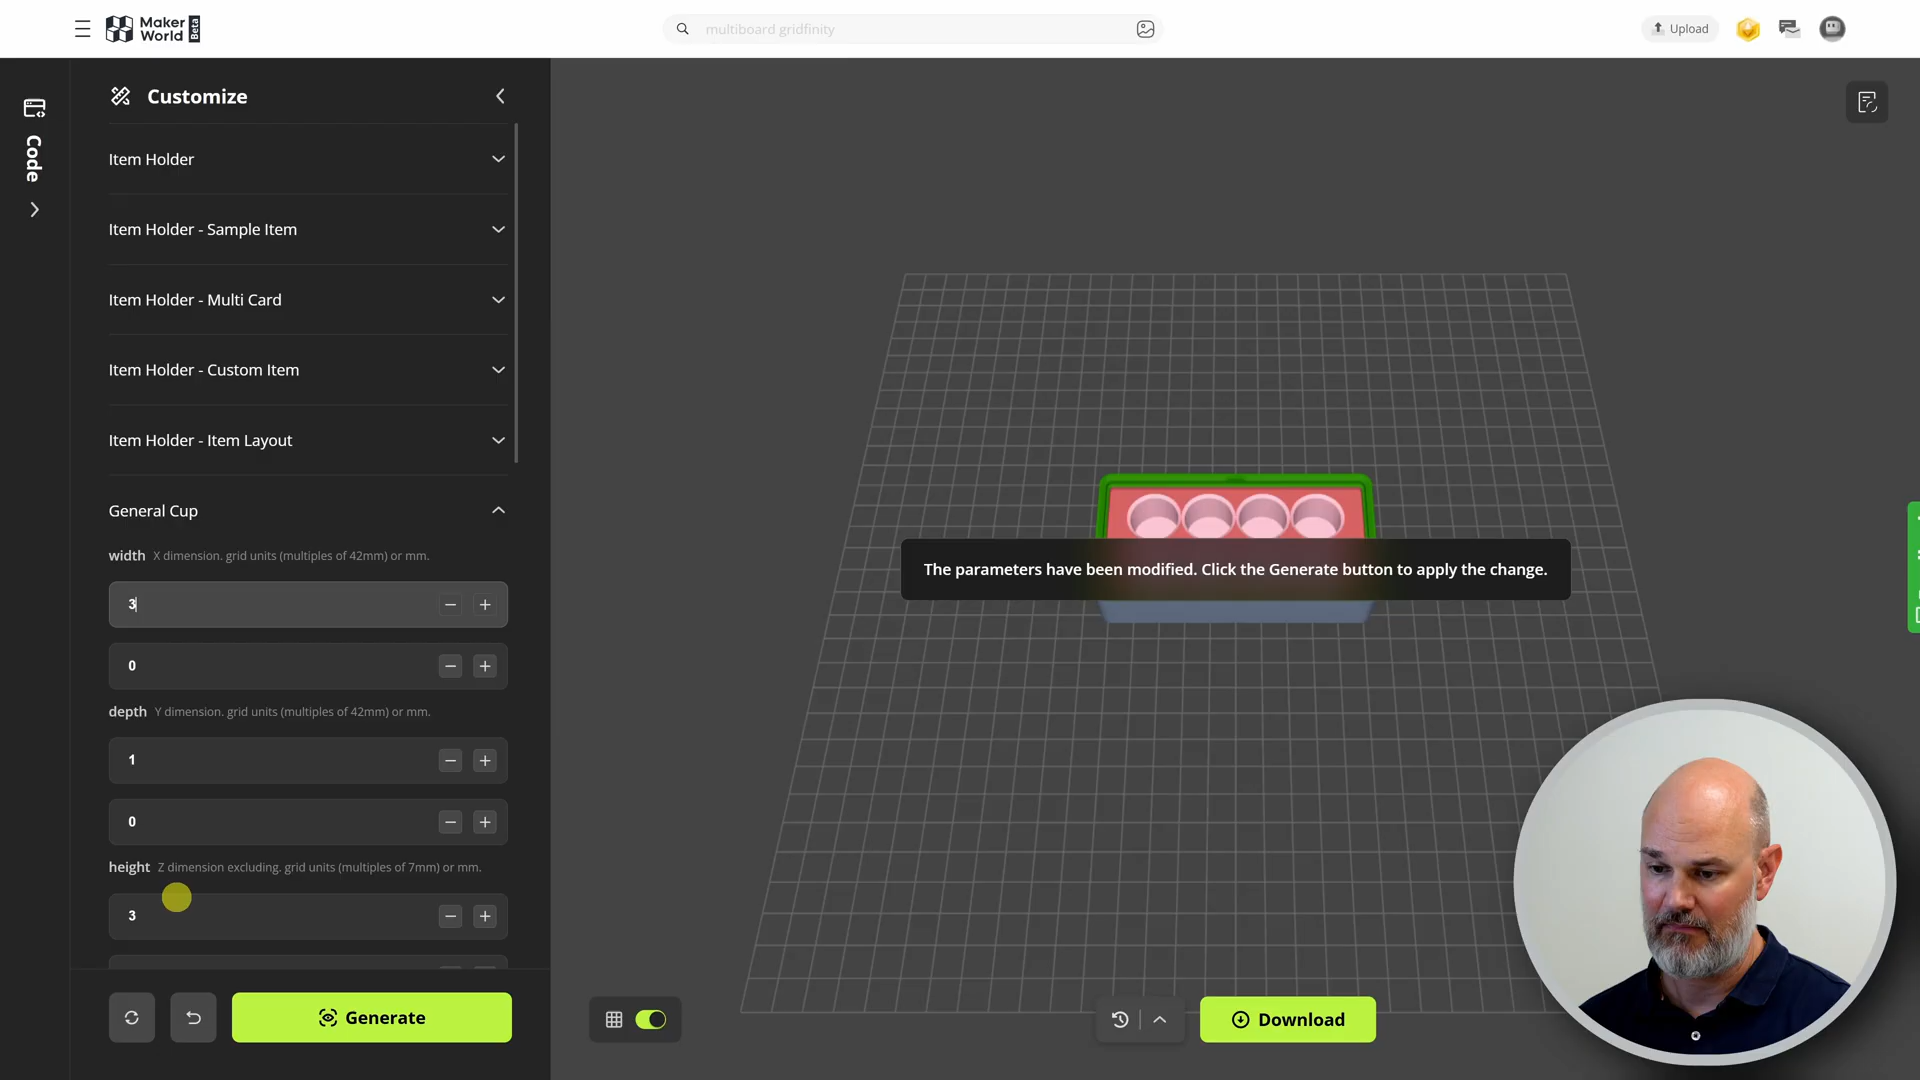 Maker
World
Beta
multiboard gridfinity
Upload
Code
Customize
Item Holder
Item Holder - Sample Item
Item Holder - Multi Card
Item Holder - Custom Item
Item Holder - Item Layout
General Cup
width X dimension. grid units (multiples of 42mm) or mm.
3
0
depth Y dimension. grid units (multiples of 42mm) or mm.
1
0
height Z dimension excluding. grid units (multiples of 7mm) or mm.
3
Generate
The parameters have been modified. Click the Generate button to apply the change.
Download